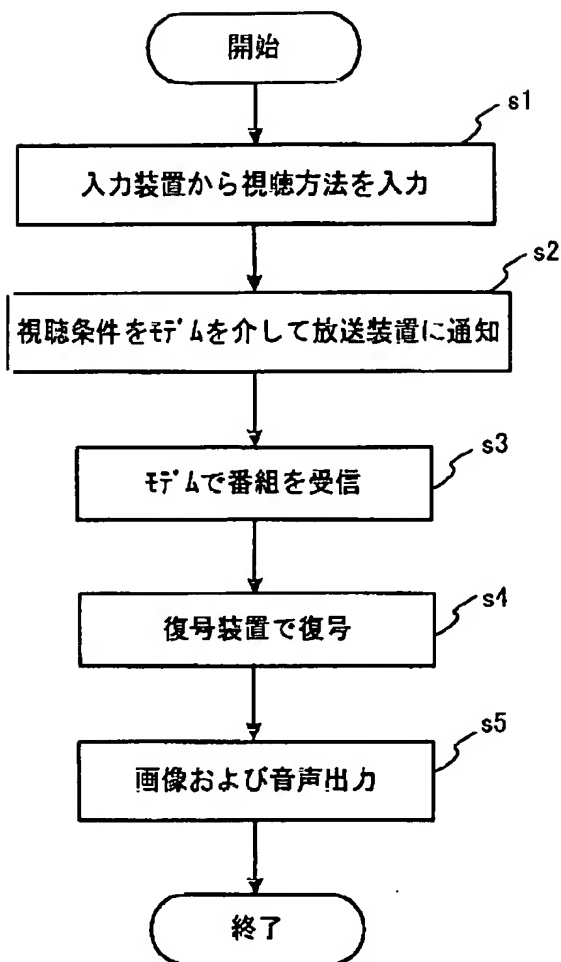 開始
s1
入力装置から視聴方法を入力
s2
視聴条件をﾓﾃﾞﾑを介して放送装置に通知
s3
ﾓﾃﾞﾑで番組を受信
s4
復号装置で復号
s5
画像および音声出力
終了